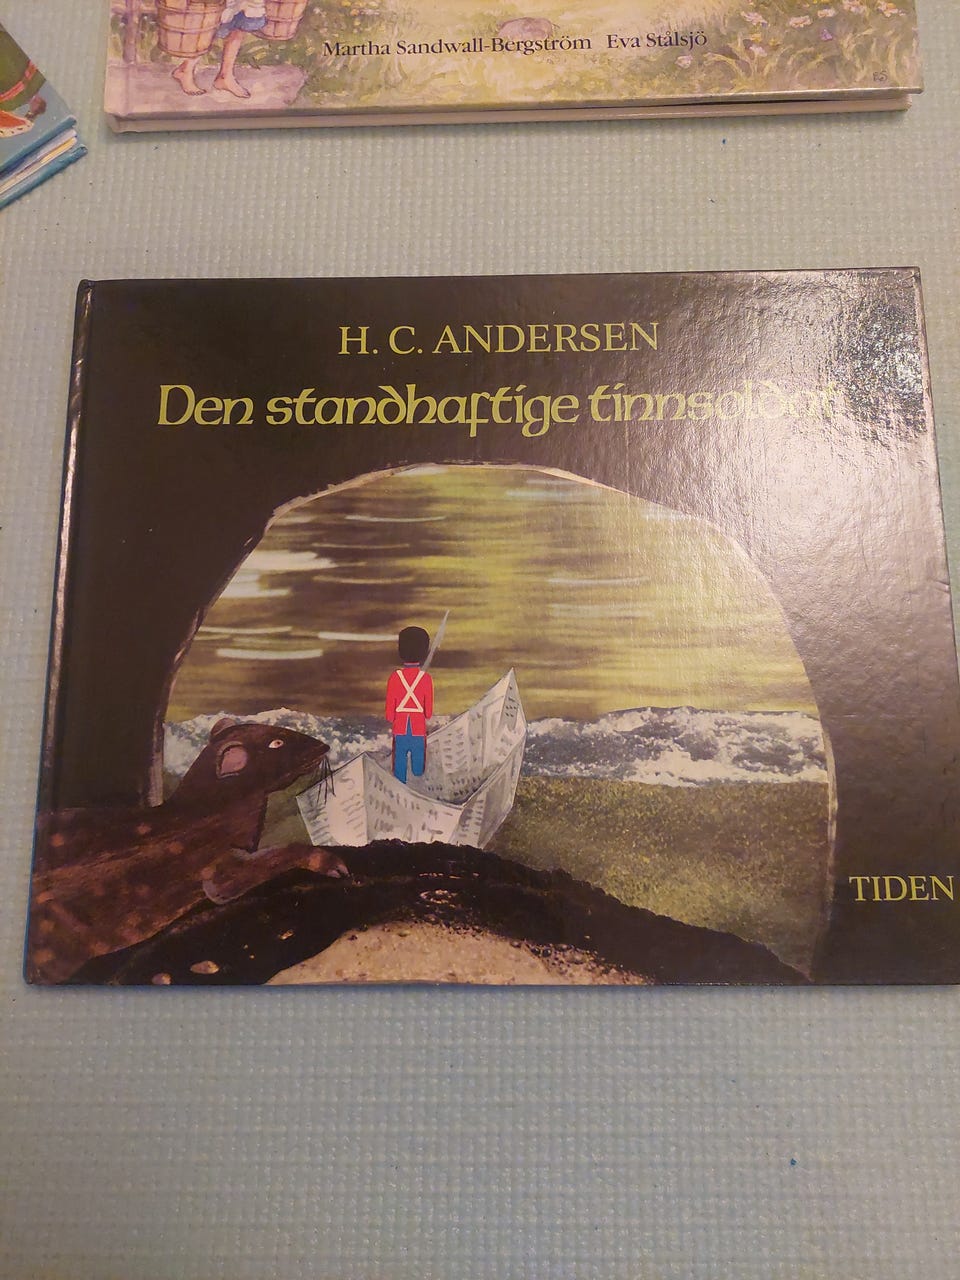 Martha Sandwall-Bergström Eva Stålsjö
H. C. ANDERSEN
Den standhaftige tinnsoldat
TIDEN